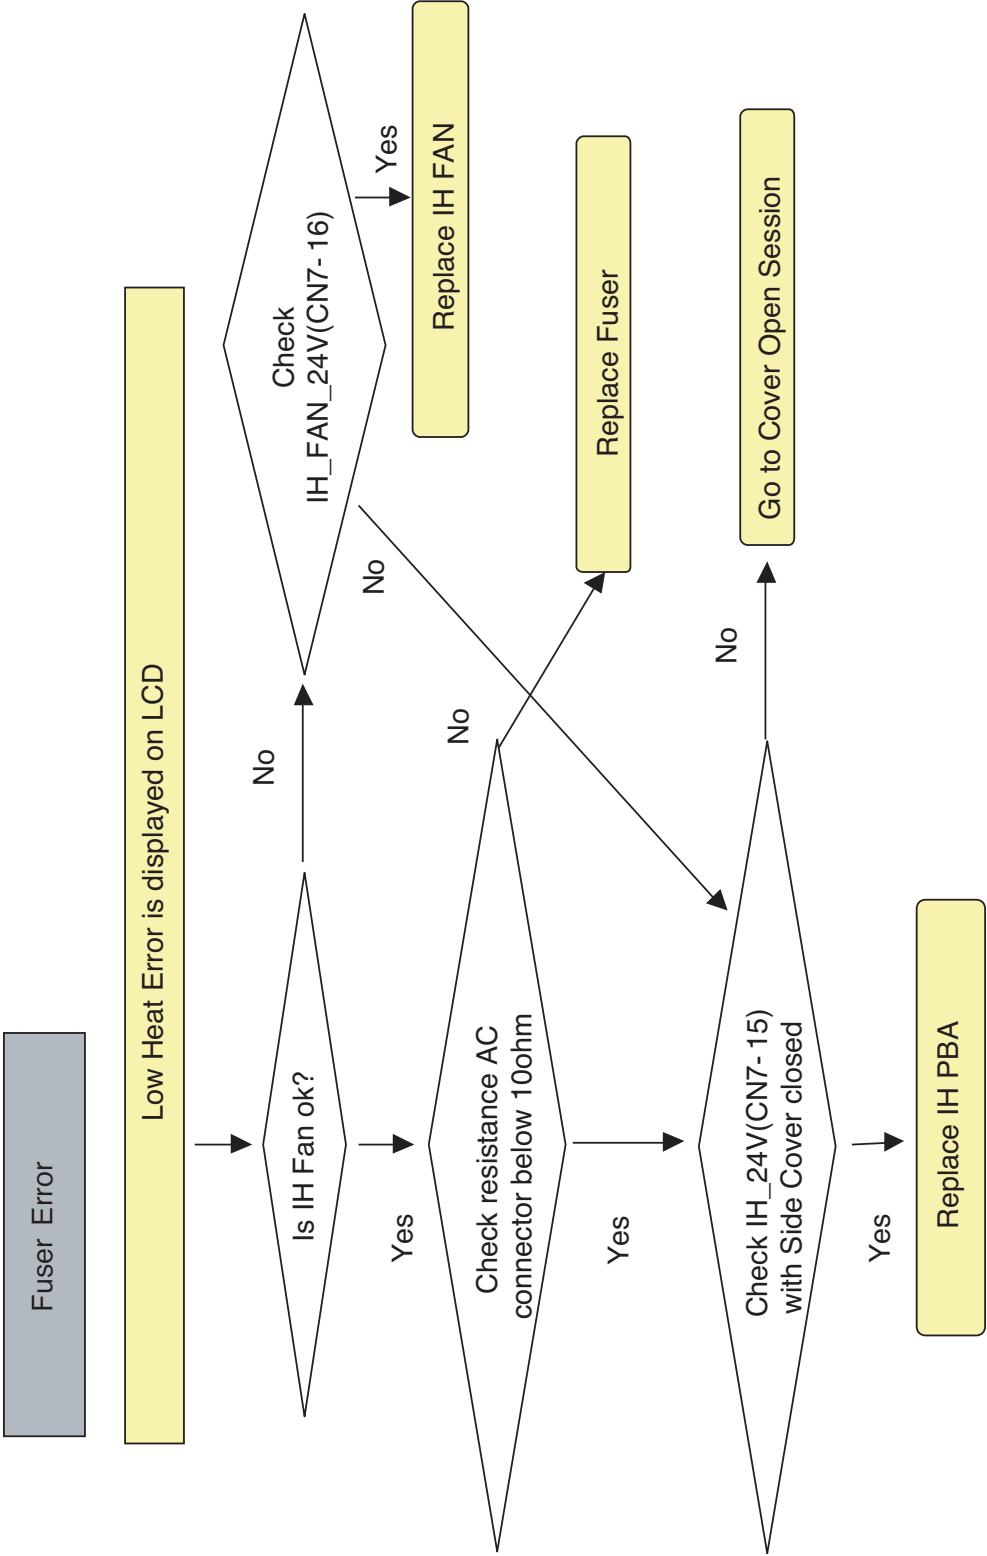 Fuser Error
Low Heat Error is displayed on LCD
Is IH Fan ok?
No
Check
IH_FAN_24V(CN7-16)
Yes
Replace IH FAN
Yes
No
Check resistance AC
connector below 10ohm
No
Replace Fuser
Yes
Check IH_24V(CN7-15)
with Side Cover closed
No
Go to Cover Open Session
Yes
Replace IH PBA